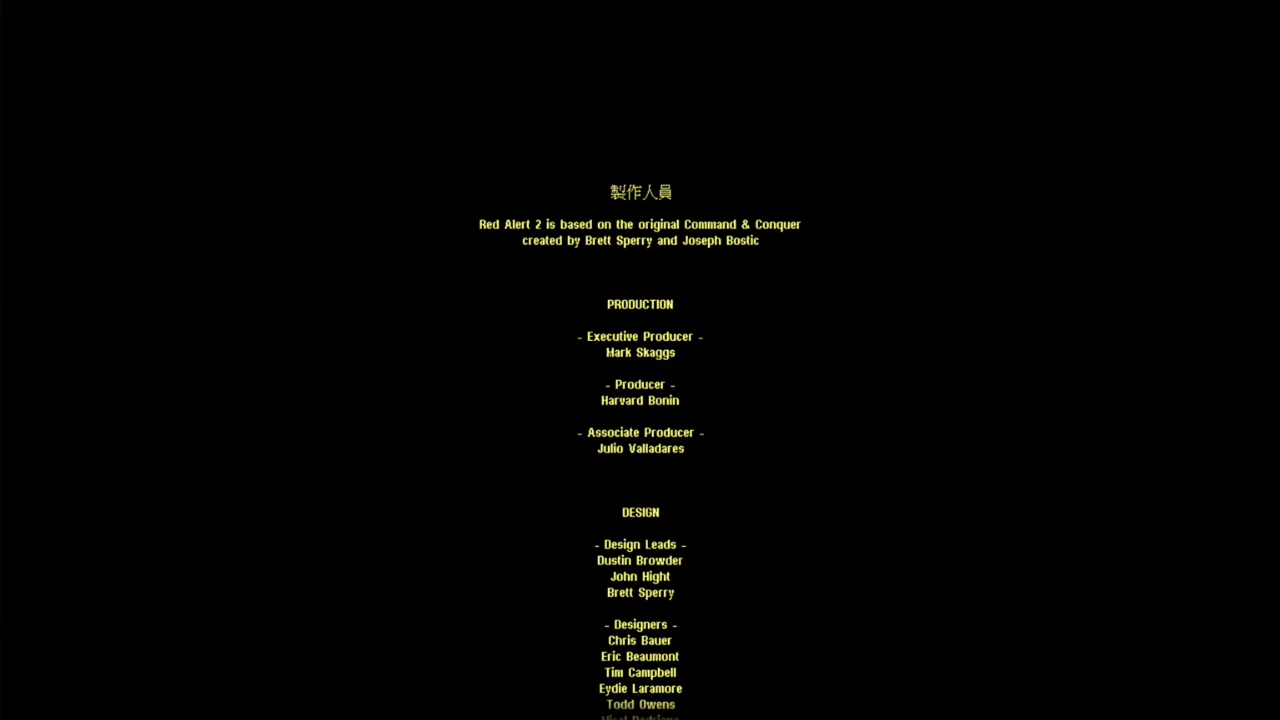 製作人員
Red Alert 2 is based on the original Command & Conquer
created by Brett Sperry and Joseph Bostic
PRODUCTION
- Executive Producer -
Mark Skaggs
- Producer -
Harvard Bonin
- Associate Producer -
Julio Valladares
DESIGN
- Design Leads -
Dustin Browder
John Hight
Brett Sperry
- Designers -
Chris Bauer
Eric Beaumont
Tim Campbell
Eydie Laramore
Todd Owens